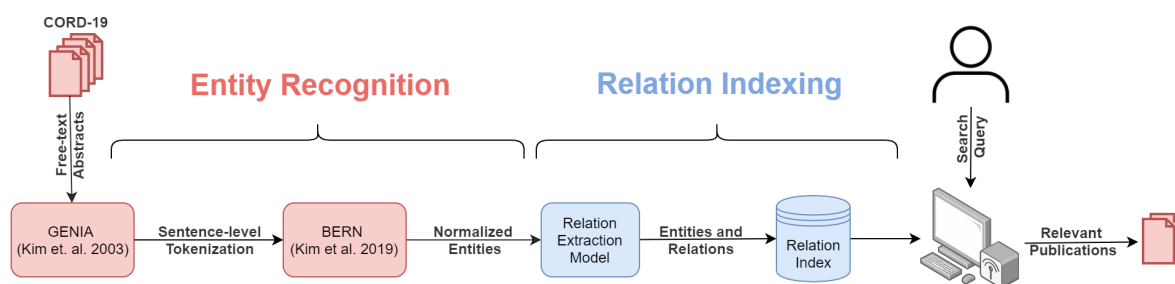 CORD-19
Entity Recognition
Relation Indexing
Free-text
Abstracts
Search
Query
GENIA
(Kim et. al. 2003)
Sentence-level
Tokenization
BERN
(Kim et al. 2019)
Normalized
Entities
Relation
Extraction
Model
Entities and
Relations
Relation
Index
Relevant
Publications